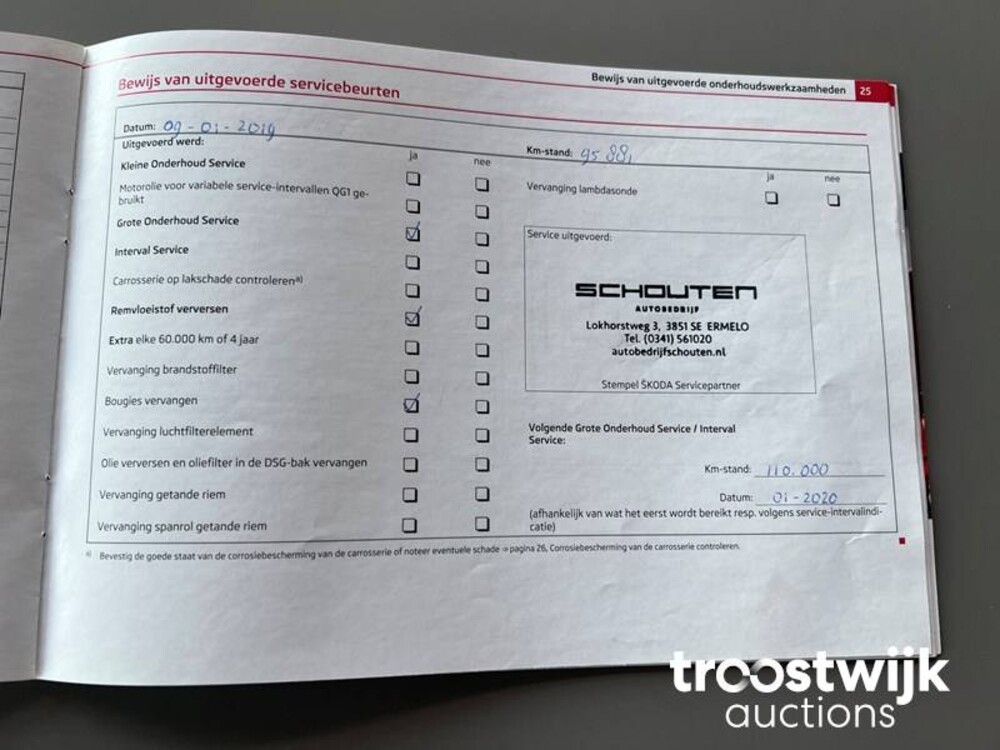 Bewijs van uitgevoerde onderhoudswerkzaamheden 25
Bewijs van uitgevoerde servicebeurten
Datum: 09-01-2019
Km-stand: 95 881
Uitgevoerd werd:
ja nee
Kleine Onderhoud Service
Motorolie voor variabele service-intervallen QG1 ge-
bruikt
Grote Onderhoud Service
Interval Service
Carrosserie op lakschade controlerenᵃ⁾
Remvloeistof verversen
Extra elke 60.000 km of 4 jaar
Vervanging brandstoffilter
Bougies vervangen
Vervanging luchtfilterelement
Olie verversen en oliefilter in de DSG-bak vervangen
Vervanging getande riem
Vervanging spanrol getande riem
ja nee
Vervanging lambdasonde
Service uitgevoerd:
SCHOUTEN
AUTOBEDRIJF
Lokhorstweg 3, 3851 SE ERMELO
Tel. (0341) 561020
autobedrijfschouten.nl
Stempel ŠKODA Servicepartner
Volgende Grote Onderhoud Service / Interval
Service:
Km-stand: 110.000
Datum: 01-2020
(afhankelijk van wat het eerst wordt bereikt resp. volgens service-intervalindi-
catie)
ᵃ⁾ Bevestig de goede staat van de corrosiebescherming van de carrosserie of noteer eventuele schade ⇒ pagina 26, Corrosiebescherming van de carrosserie controleren.
troostwijk
auctions